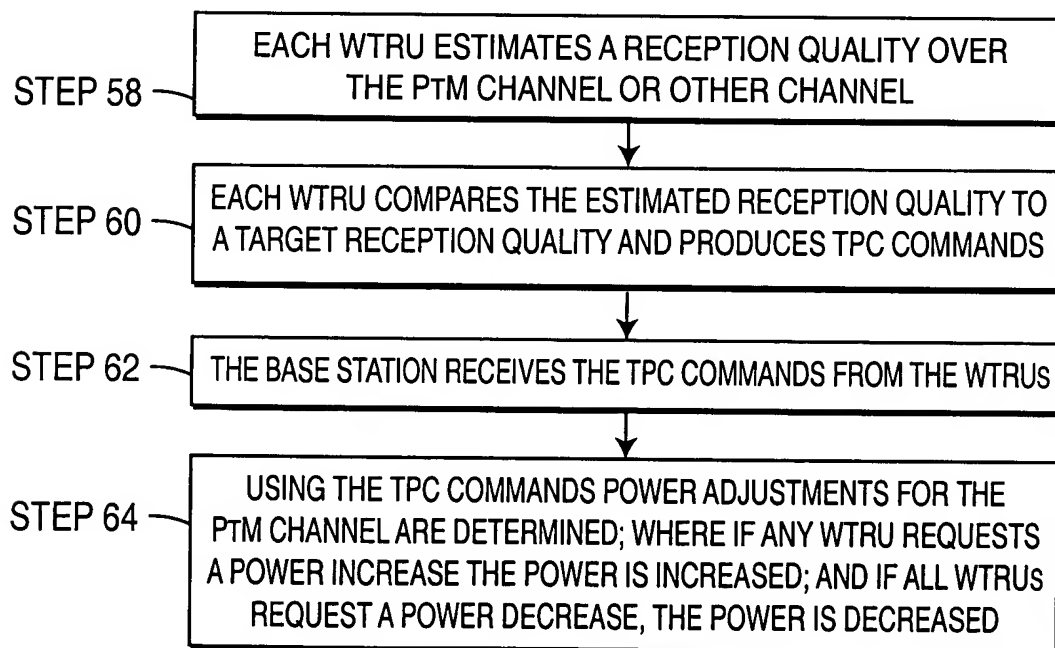 EACH WTRU ESTIMATES A RECEPTION QUALITY OVER
THE PTM CHANNEL OR OTHER CHANNEL
STEP 58
EACH WTRU COMPARES THE ESTIMATED RECEPTION QUALITY TO
A TARGET RECEPTION QUALITY AND PRODUCES TPC COMMANDS
STEP 60
THE BASE STATION RECEIVES THE TPC COMMANDS FROM THE WTRUs
STEP 62
USING THE TPC COMMANDS POWER ADJUSTMENTS FOR THE
PTM CHANNEL ARE DETERMINED; WHERE IF ANY WTRU REQUESTS
A POWER INCREASE THE POWER IS INCREASED; AND IF ALL WTRUs
REQUEST A POWER DECREASE, THE POWER IS DECREASED
STEP 64